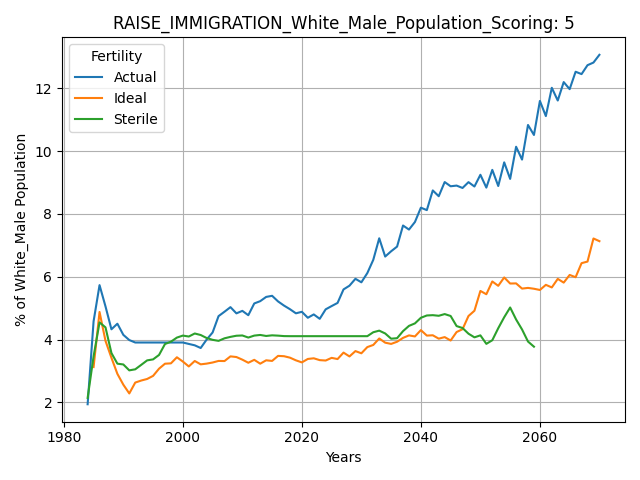 RAISE_IMMIGRATION_White_Male_Population_Scoring: 5
Fertility
Actual
Ideal
Sterile
% of White_Male Population
12
10
8
6
4
2
1980 2000 2020 2040 2060
Years